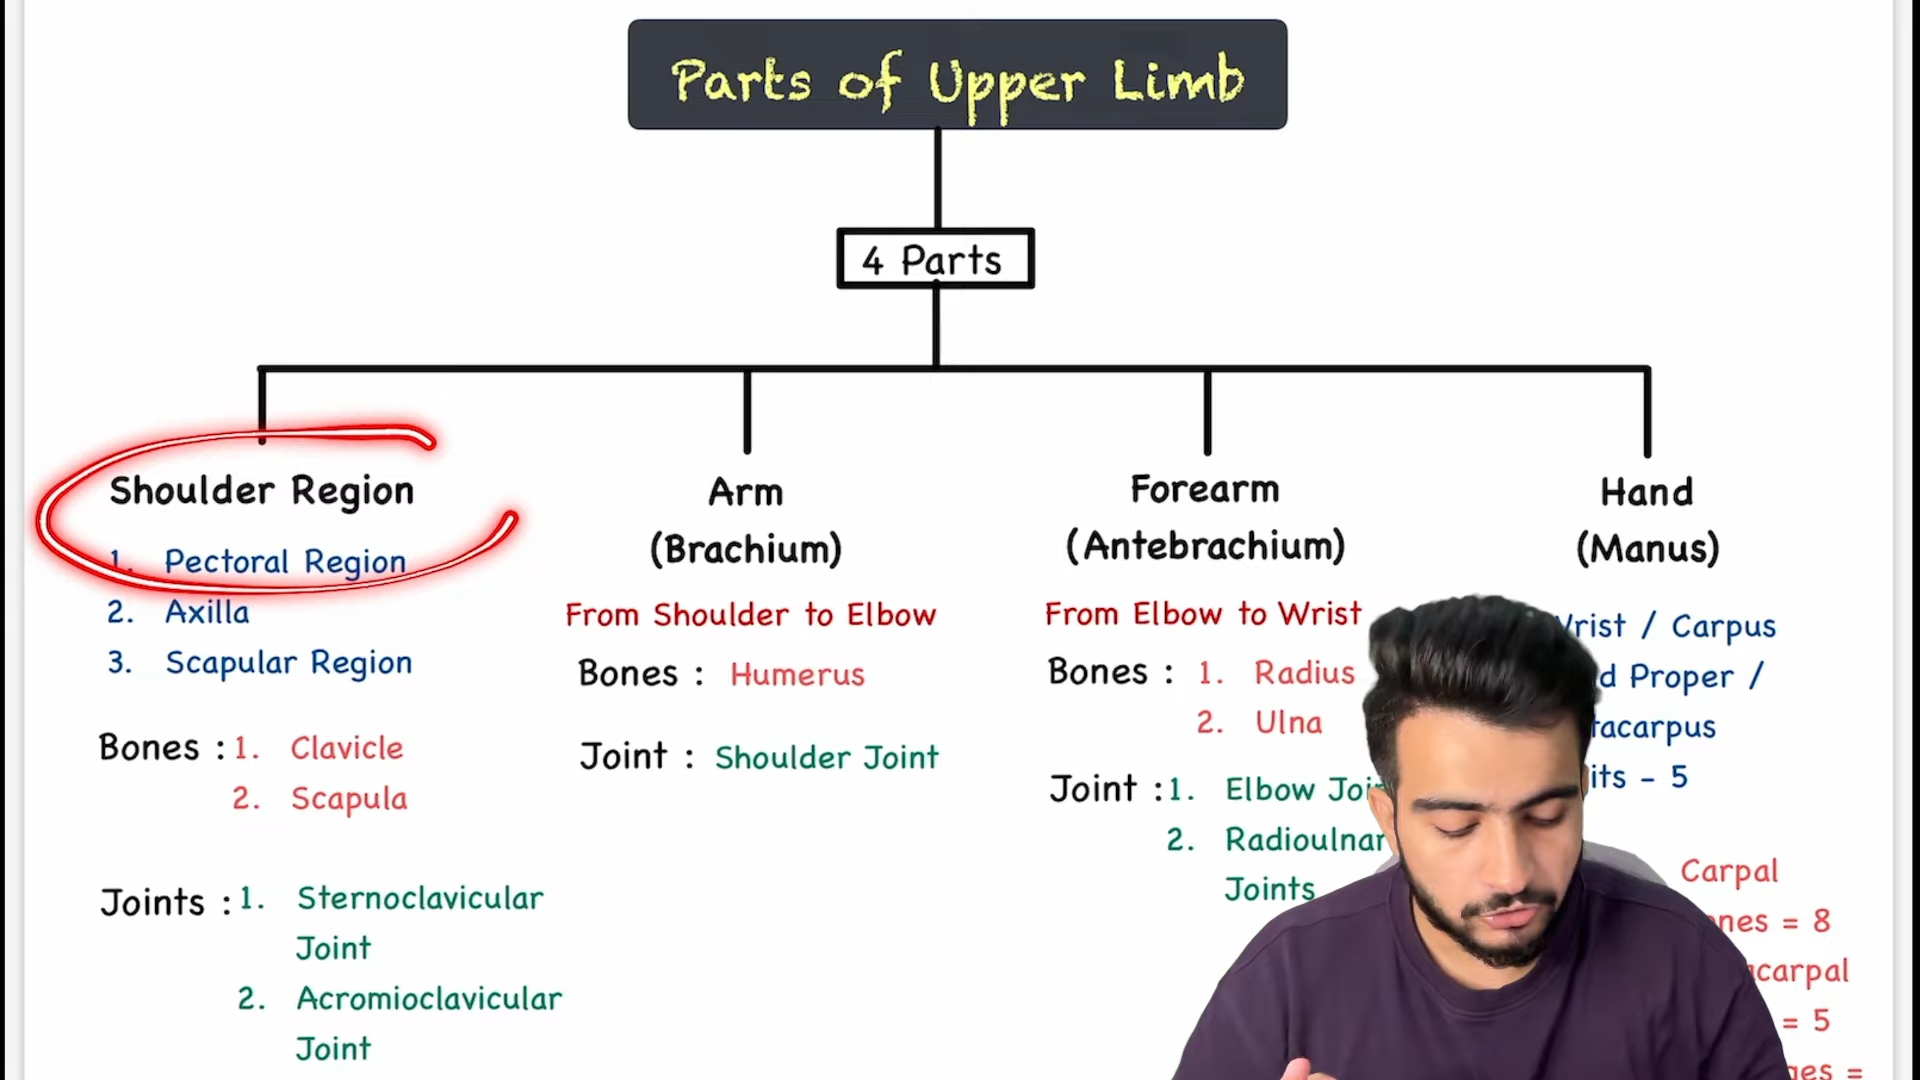 Parts of Upper Limb
4 Parts
Shoulder Region
1. Pectoral Region
2. Axilla
3. Scapular Region
Bones : 1. Clavicle
2. Scapula
Joints : 1. Sternoclavicular
Joint
2. Acromioclavicular
Joint
Arm
(Brachium)
From Shoulder to Elbow
Bones : Humerus
Joint : Shoulder Joint
Forearm
(Antebrachium)
From Elbow to Wrist
Bones : 1. Radius
2. Ulna
Joint : 1. Elbow
2. Radioulnar
Joints
Hand
(Manus)
/ Carpus
Proper /
- 5
Carpal
= 8
= 5
=